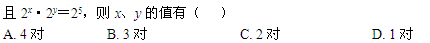 且 2ˣ·2ʸ＝2⁵，则 x、y 的值有（　）
A. 4 对　B. 3 对　C. 2 对　D. 1 对